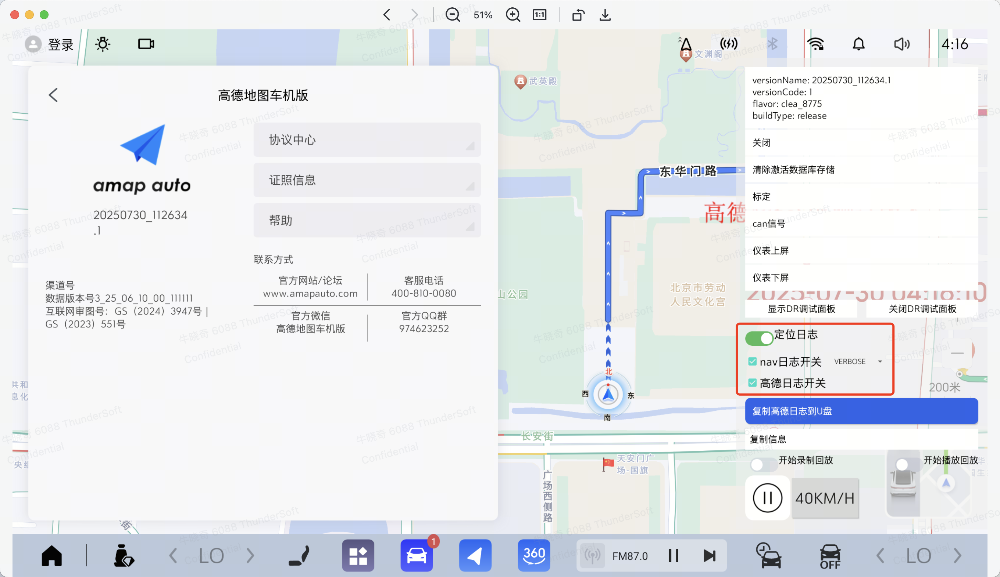 51%
1:1
登录
4:16
文渊阁
武英殿
高德地图车机版
amap auto
20250730_112634
.1
协议中心
证照信息
帮助
联系方式
官方网站/论坛
www.amapauto.com
客服电话
400-810-0080
官方微信
高德地图车机版
官方QQ群
974623252
渠道号
数据版本号3_25_06_10_00_111111
互联网审图号：GS（2024）3947号 |
GS（2023）551号
versionName: 20250730_112634.1
versionCode: 1
flavor: clea_8775
buildType: release
关闭
清除激活数据库存储
标定
can信号
仪表上屏
仪表下屏
东华门路
高德
2025-07-30 04:16:10
显示DR调试面板
关闭DR调试面板
定位日志
nav日志开关
VERBOSE
高德日志开关
200米
复制高德日志到U盘
复制信息
开始录制回放
开始播放回放
40KM/H
山公园
北京市劳动
人民文化宫
北
西
东
南
长安街
天安门广
场-国旗
广场西侧路
共和
息化
央组
街
LO
1
360
FM87.0
OFF
LO
牛晓奇 6088 ThunderSoft
Confidential